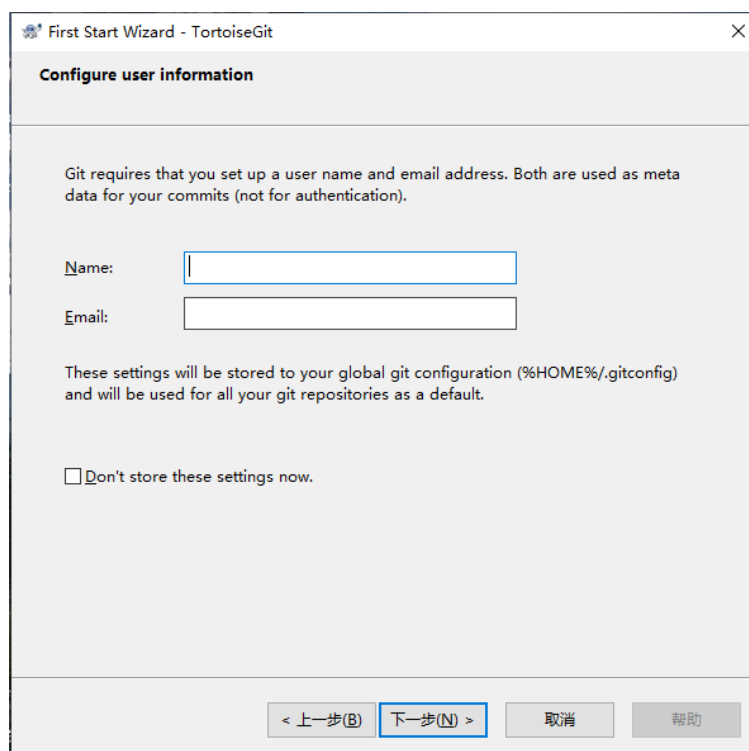 First Start Wizard - TortoiseGit
Configure user information
Git requires that you set up a user name and email address. Both are used as meta
data for your commits (not for authentication).
Name:
Email:
These settings will be stored to your global git configuration (%HOME%/.gitconfig)
and will be used for all your git repositories as a default.
Don't store these settings now.
< 上一步(B) 下一步(N) > 取消 帮助